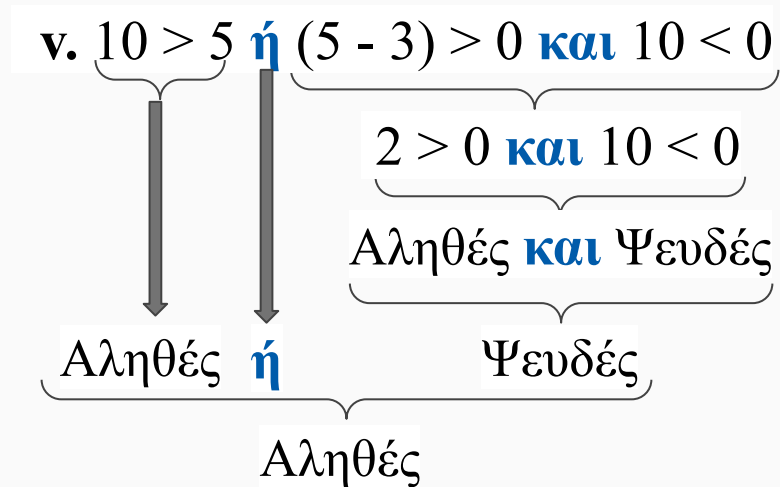 v. 10 > 5 ή (5 - 3) > 0 και 10 < 0
2 > 0 και 10 < 0
Αληθές και Ψευδές
Αληθές ή Ψευδές
Αληθές